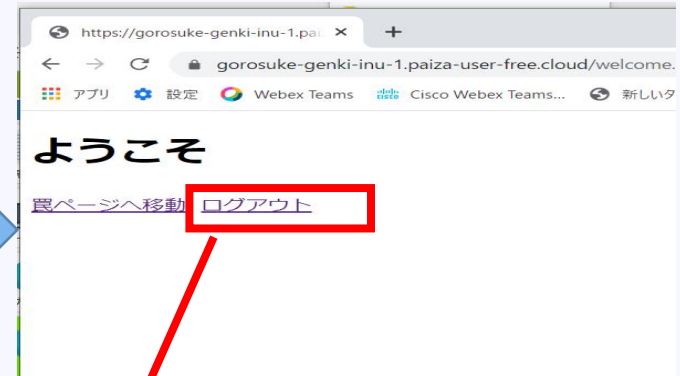 https://gorosuke-genki-inu-1.pai
gorosuke-genki-inu-1.paiza-user-free.cloud/welcome.
アプリ 設定 Webex Teams Cisco Webex Teams... 新しいタ
ようこそ
罠ページへ移動 ログアウト